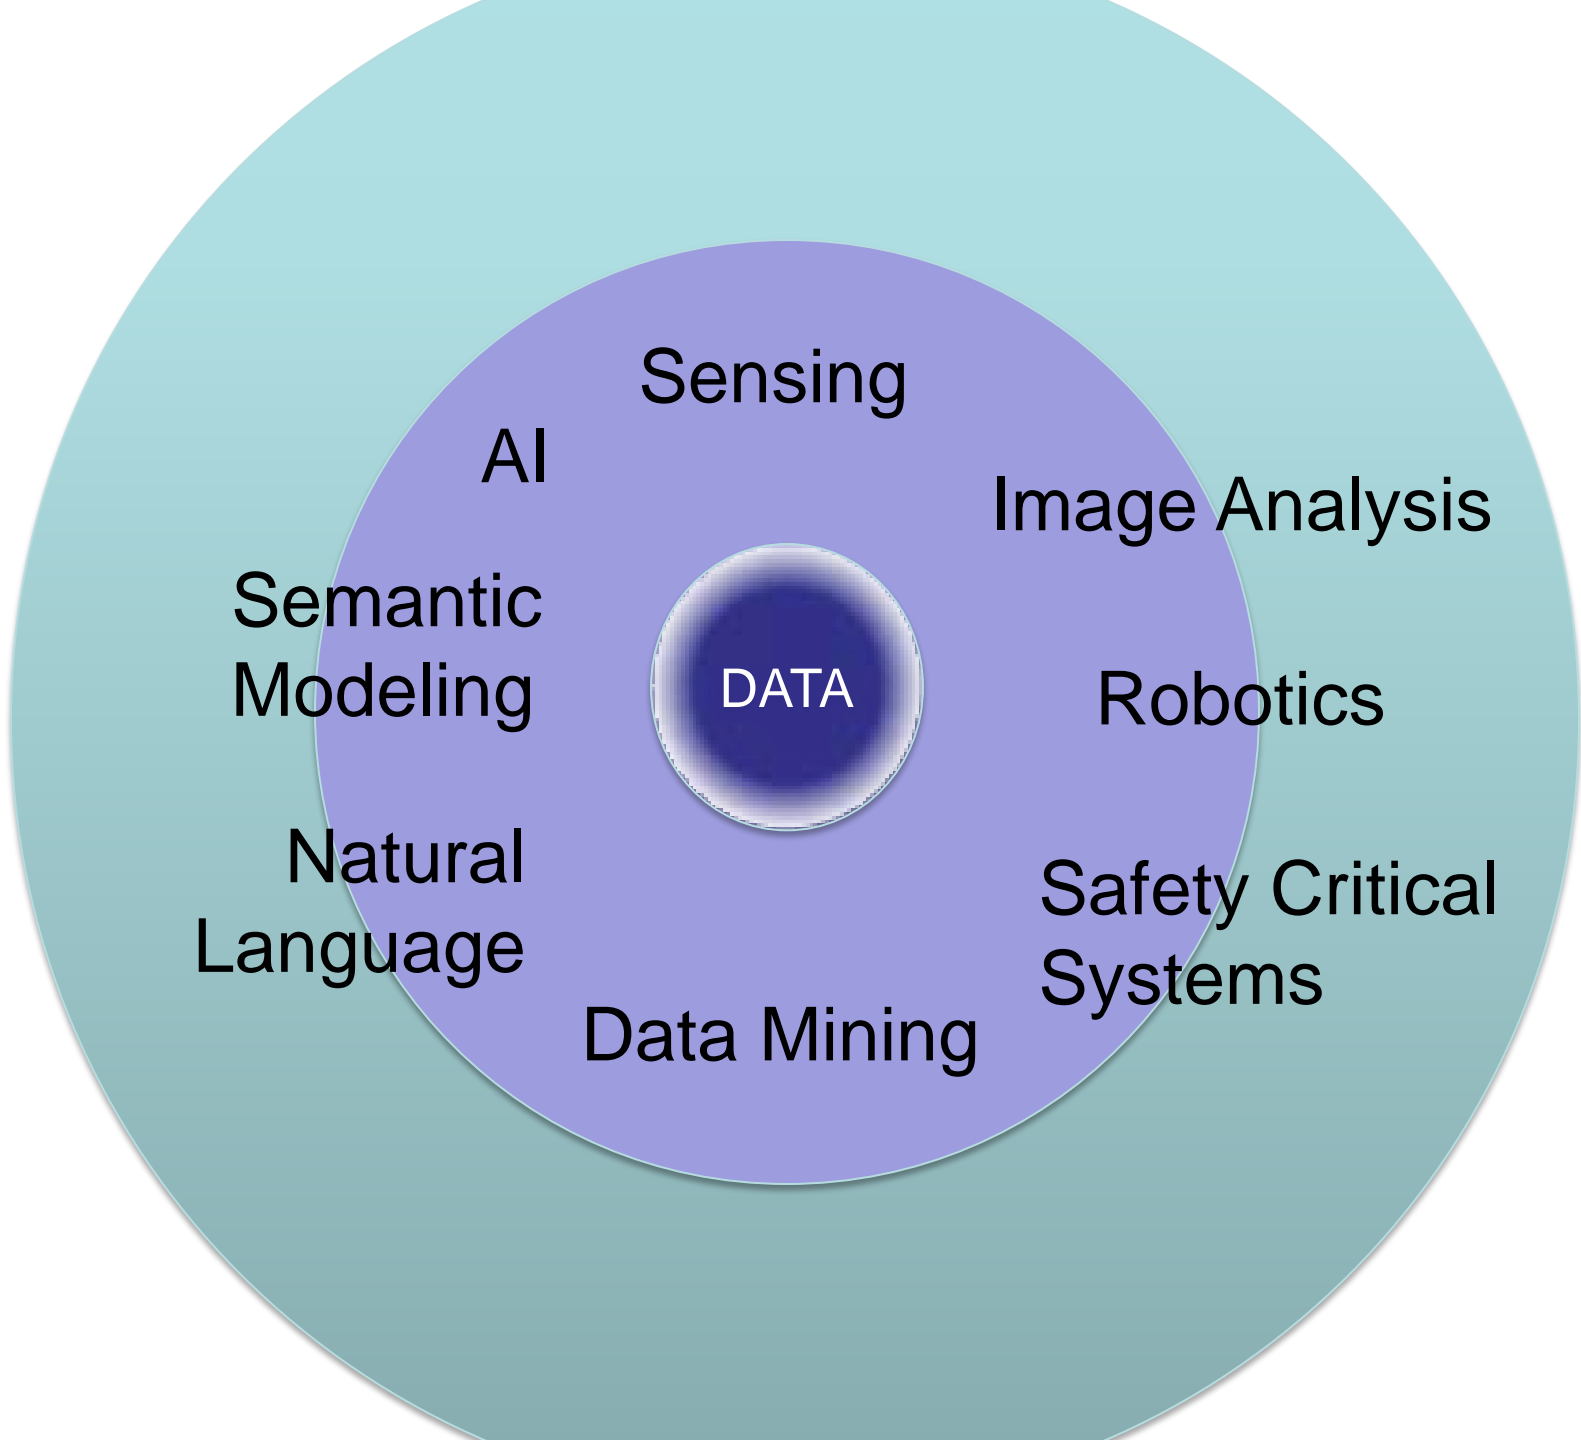 Sensing
AI
Image Analysis
Semantic
Modeling
DATA
Robotics
Natural
Language
Safety Critical
Systems
Data Mining